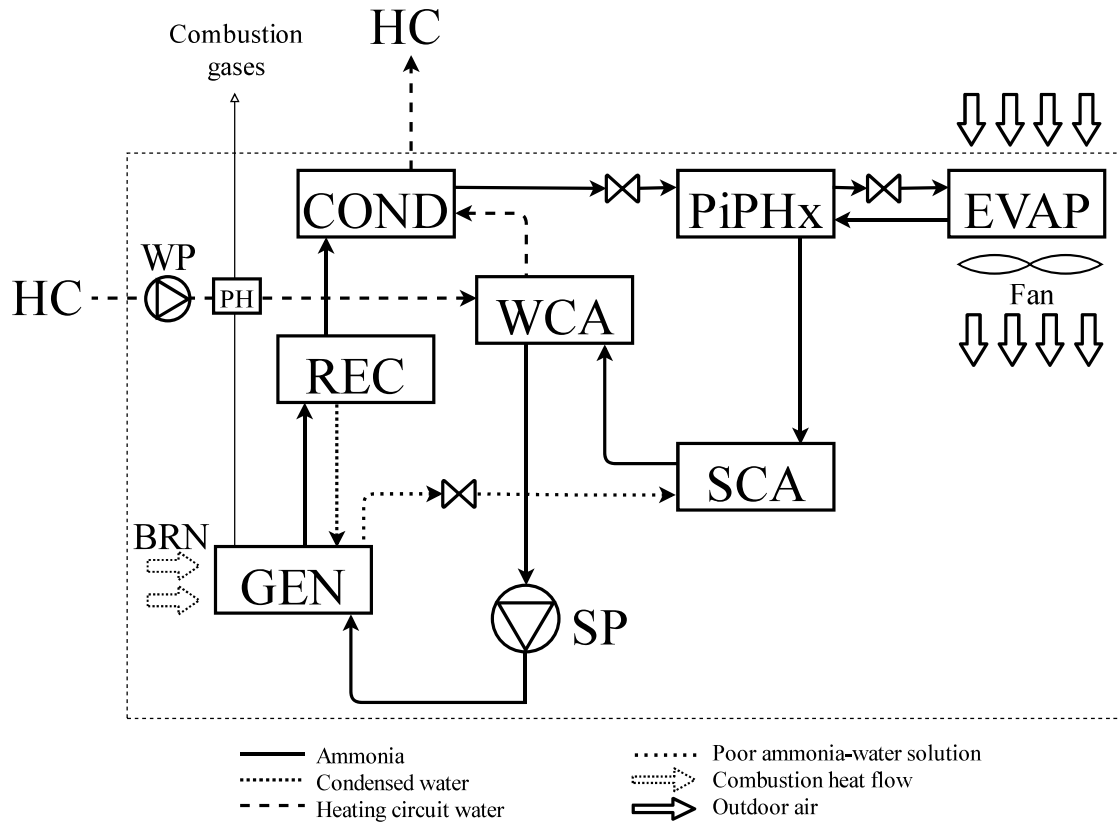 HC
Combustion
gases
COND
PiPHx
EVAP
WP
HC
PH
WCA
Fan
REC
SCA
BRN
GEN
SP
Ammonia
Condensed water
Heating circuit water
Poor ammonia-water solution
Combustion heat flow
Outdoor air